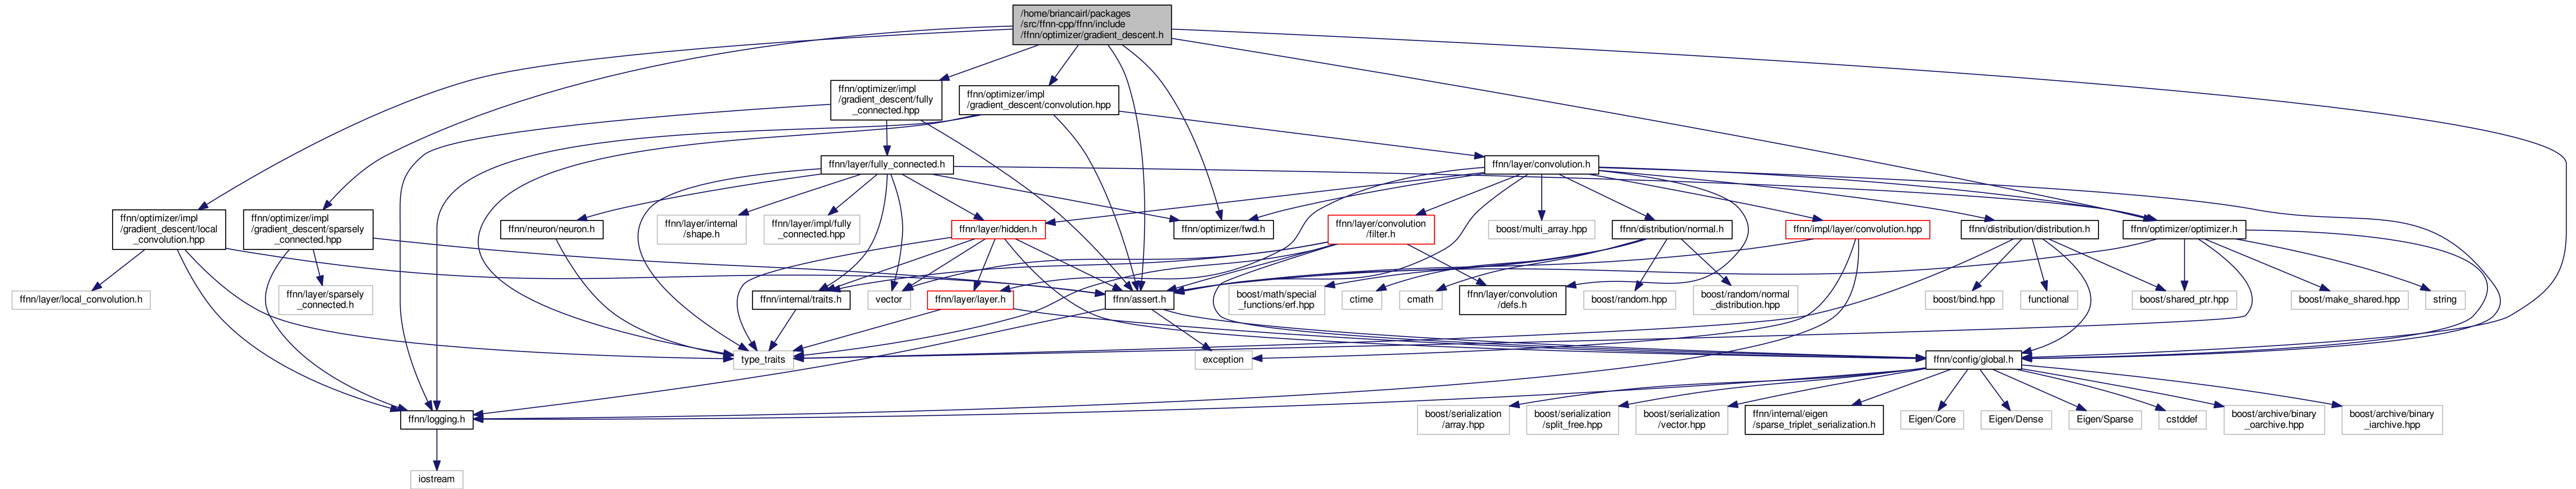 /home/briancairl/packages
/src/ffnn-cpp/ffnn/include
/ffnn/optimizer/gradient_descent.h
ffnn/optimizer/impl
/gradient_descent/fully
_connected.hpp
ffnn/optimizer/impl
/gradient_descent/convolution.hpp
ffnn/layer/fully_connected.h
ffnn/layer/convolution.h
ffnn/optimizer/impl
/gradient_descent/local
_convolution.hpp
ffnn/optimizer/impl
/gradient_descent/sparsely
_connected.hpp
ffnn/neuron/neuron.h
ffnn/layer/internal
/shape.h
ffnn/layer/impl/fully
_connected.hpp
ffnn/layer/hidden.h
ffnn/optimizer/fwd.h
ffnn/layer/convolution
/filter.h
boost/multi_array.hpp
ffnn/distribution/normal.h
ffnn/impl/layer/convolution.hpp
ffnn/distribution/distribution.h
ffnn/optimizer/optimizer.h
ffnn/layer/local_convolution.h
ffnn/layer/sparsely
_connected.h
ffnn/internal/traits.h
vector
ffnn/layer/layer.h
ffnn/assert.h
boost/math/special
_functions/erf.hpp
ctime
cmath
ffnn/layer/convolution
/defs.h
boost/random.hpp
boost/random/normal
_distribution.hpp
boost/bind.hpp
functional
boost/shared_ptr.hpp
boost/make_shared.hpp
string
type_traits
exception
ffnn/config/global.h
ffnn/logging.h
boost/serialization
/array.hpp
boost/serialization
/split_free.hpp
boost/serialization
/vector.hpp
ffnn/internal/eigen
/sparse_triplet_serialization.h
Eigen/Core
Eigen/Dense
Eigen/Sparse
cstddef
boost/archive/binary
_oarchive.hpp
boost/archive/binary
_iarchive.hpp
iostream